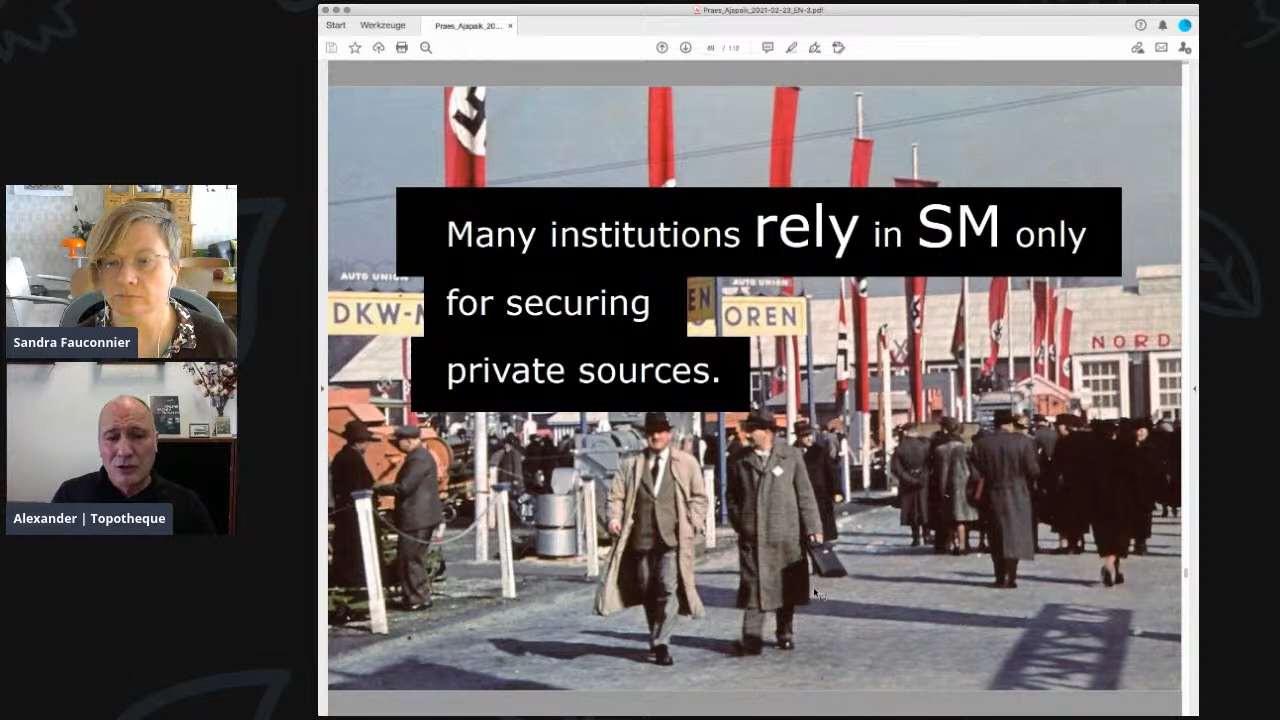 Praes_Ajapaik_2021-02-23_EN-3.pdf
Start Werkzeuge Praes_Ajapaik_20... ×
/ 112
Many institutions rely in SM only
AUTO UNION
AUTO UNION
for securing
EN
DKW-M
OREN
NORD
private sources.
Sandra Fauconnier
Alexander | Topotheque